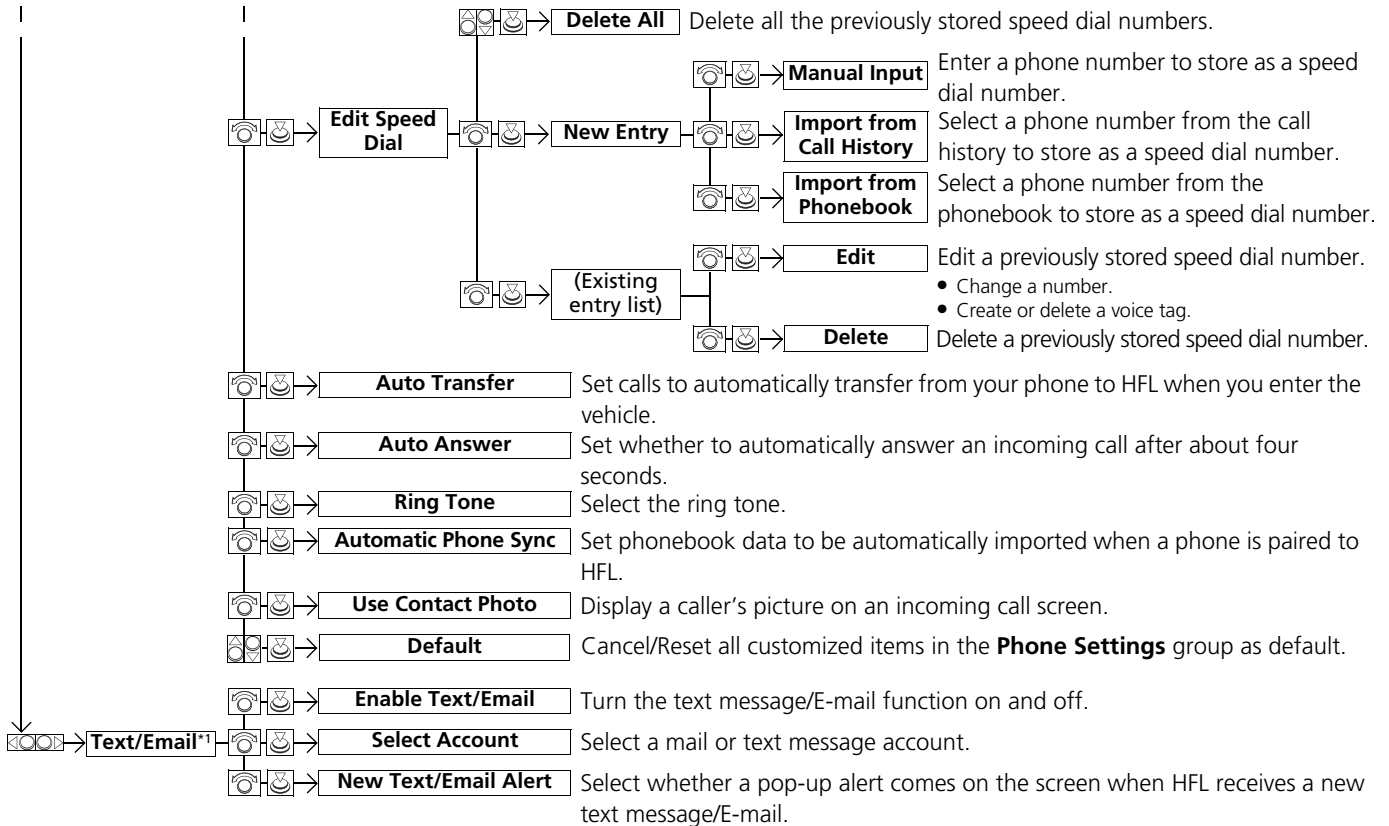 Delete All Delete all the previously stored speed dial numbers.
Edit Speed
Dial
New Entry
Manual Input Enter a phone number to store as a speed
dial number.
Import from
Call History Select a phone number from the call
history to store as a speed dial number.
Import from
Phonebook Select a phone number from the
phonebook to store as a speed dial number.
(Existing
entry list)
Edit Edit a previously stored speed dial number.
● Change a number.
● Create or delete a voice tag.
Delete Delete a previously stored speed dial number.
Auto Transfer Set calls to automatically transfer from your phone to HFL when you enter the
vehicle.
Auto Answer Set whether to automatically answer an incoming call after about four
seconds.
Ring Tone Select the ring tone.
Automatic Phone Sync Set phonebook data to be automatically imported when a phone is paired to
HFL.
Use Contact Photo Display a caller's picture on an incoming call screen.
Default Cancel/Reset all customized items in the Phone Settings group as default.
Text/Email*1
Enable Text/Email Turn the text message/E-mail function on and off.
Select Account Select a mail or text message account.
New Text/Email Alert Select whether a pop-up alert comes on the screen when HFL receives a new
text message/E-mail.